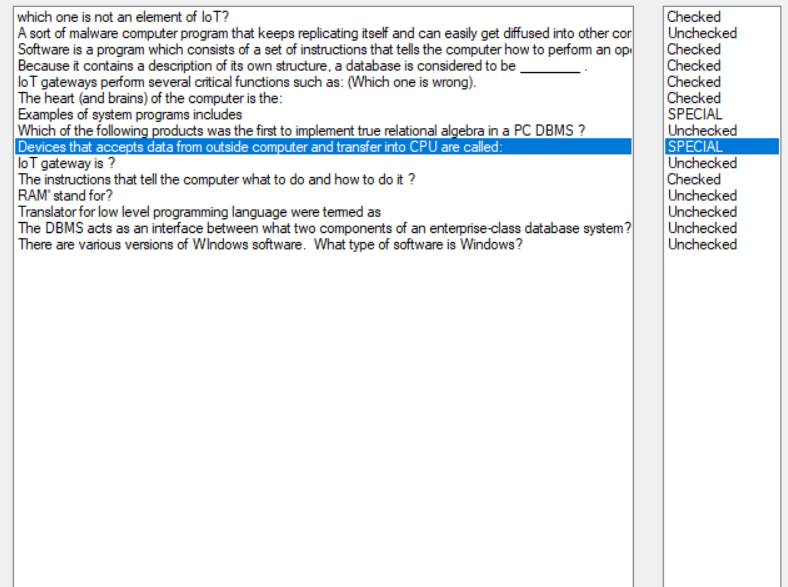 which one is not an element of IoT? Checked
A sort of malware computer program that keeps replicating itself and can easily get diffused into other Unchecked
Software is a program which consists of a set of instructions that tells the computer how to perform an Checked
Because it contains a description of its own structure, a database is considered to be ________ . Checked
IoT gateways perform several critical functions such as: (Which one is wrong). Checked
The heart (and brains) of the computer is the: Checked
Examples of system programs includes SPECIAL
Which of the following products was the first to implement true relational algebra in a PC DBMS ? Unchecked
Devices that accepts data from outside computer and transfer into CPU are called: SPECIAL
IoT gateway is ? Unchecked
The instructions that tell the computer what to do and how to do it ? Checked
RAM' stand for? Unchecked
Translator for low level programming language were termed as Unchecked
The DBMS acts as an interface between what two components of an enterprise-class database system? Unchecked
There are various versions of WIndows software. What type of software is Windows? Unchecked